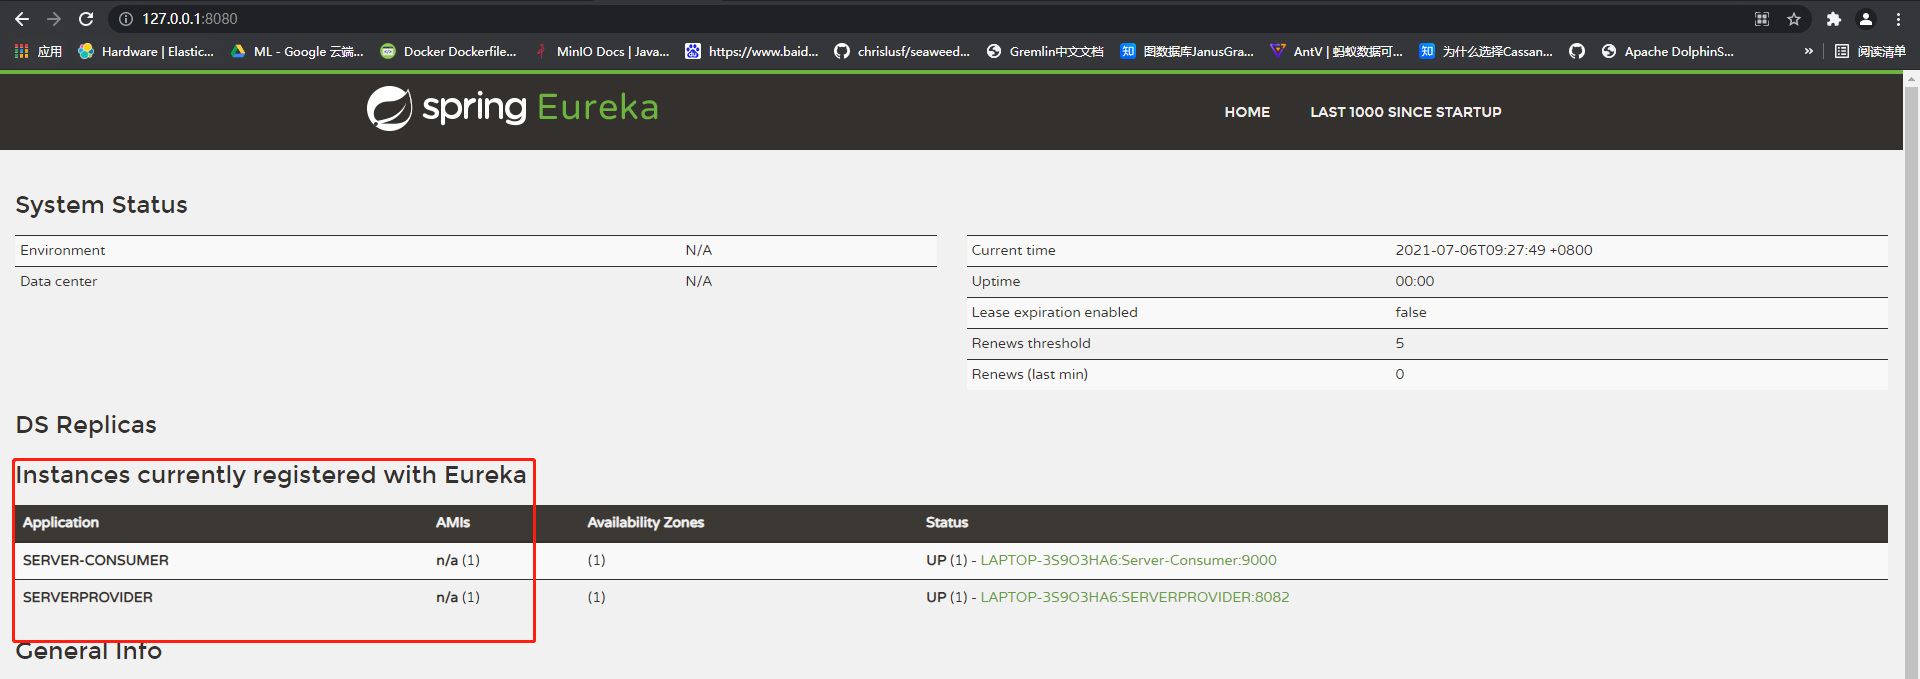 127.0.0.1:8080
应用 Hardware | Elastic... ML - Google 云端... Docker Dockerfile... MinIO Docs | Java... https://www.baid... chrislusf/seaweed... Gremlin中文文档 知 图数据库JanusGra... AntV | 蚂蚁数据可... 知 为什么选择Cassan... Apache DolphinS... » 阅读清单
spring Eureka HOME LAST 1000 SINCE STARTUP
System Status
Environment N/A
Data center N/A
Current time 2021-07-06T09:27:49 +0800
Uptime 00:00
Lease expiration enabled false
Renews threshold 5
Renews (last min) 0
DS Replicas
Instances currently registered with Eureka
Application AMIs Availability Zones Status
SERVER-CONSUMER n/a (1) (1) UP (1) - LAPTOP-3S9O3HA6:Server-Consumer:9000
SERVERPROVIDER n/a (1) (1) UP (1) - LAPTOP-3S9O3HA6:SERVERPROVIDER:8082
General Info